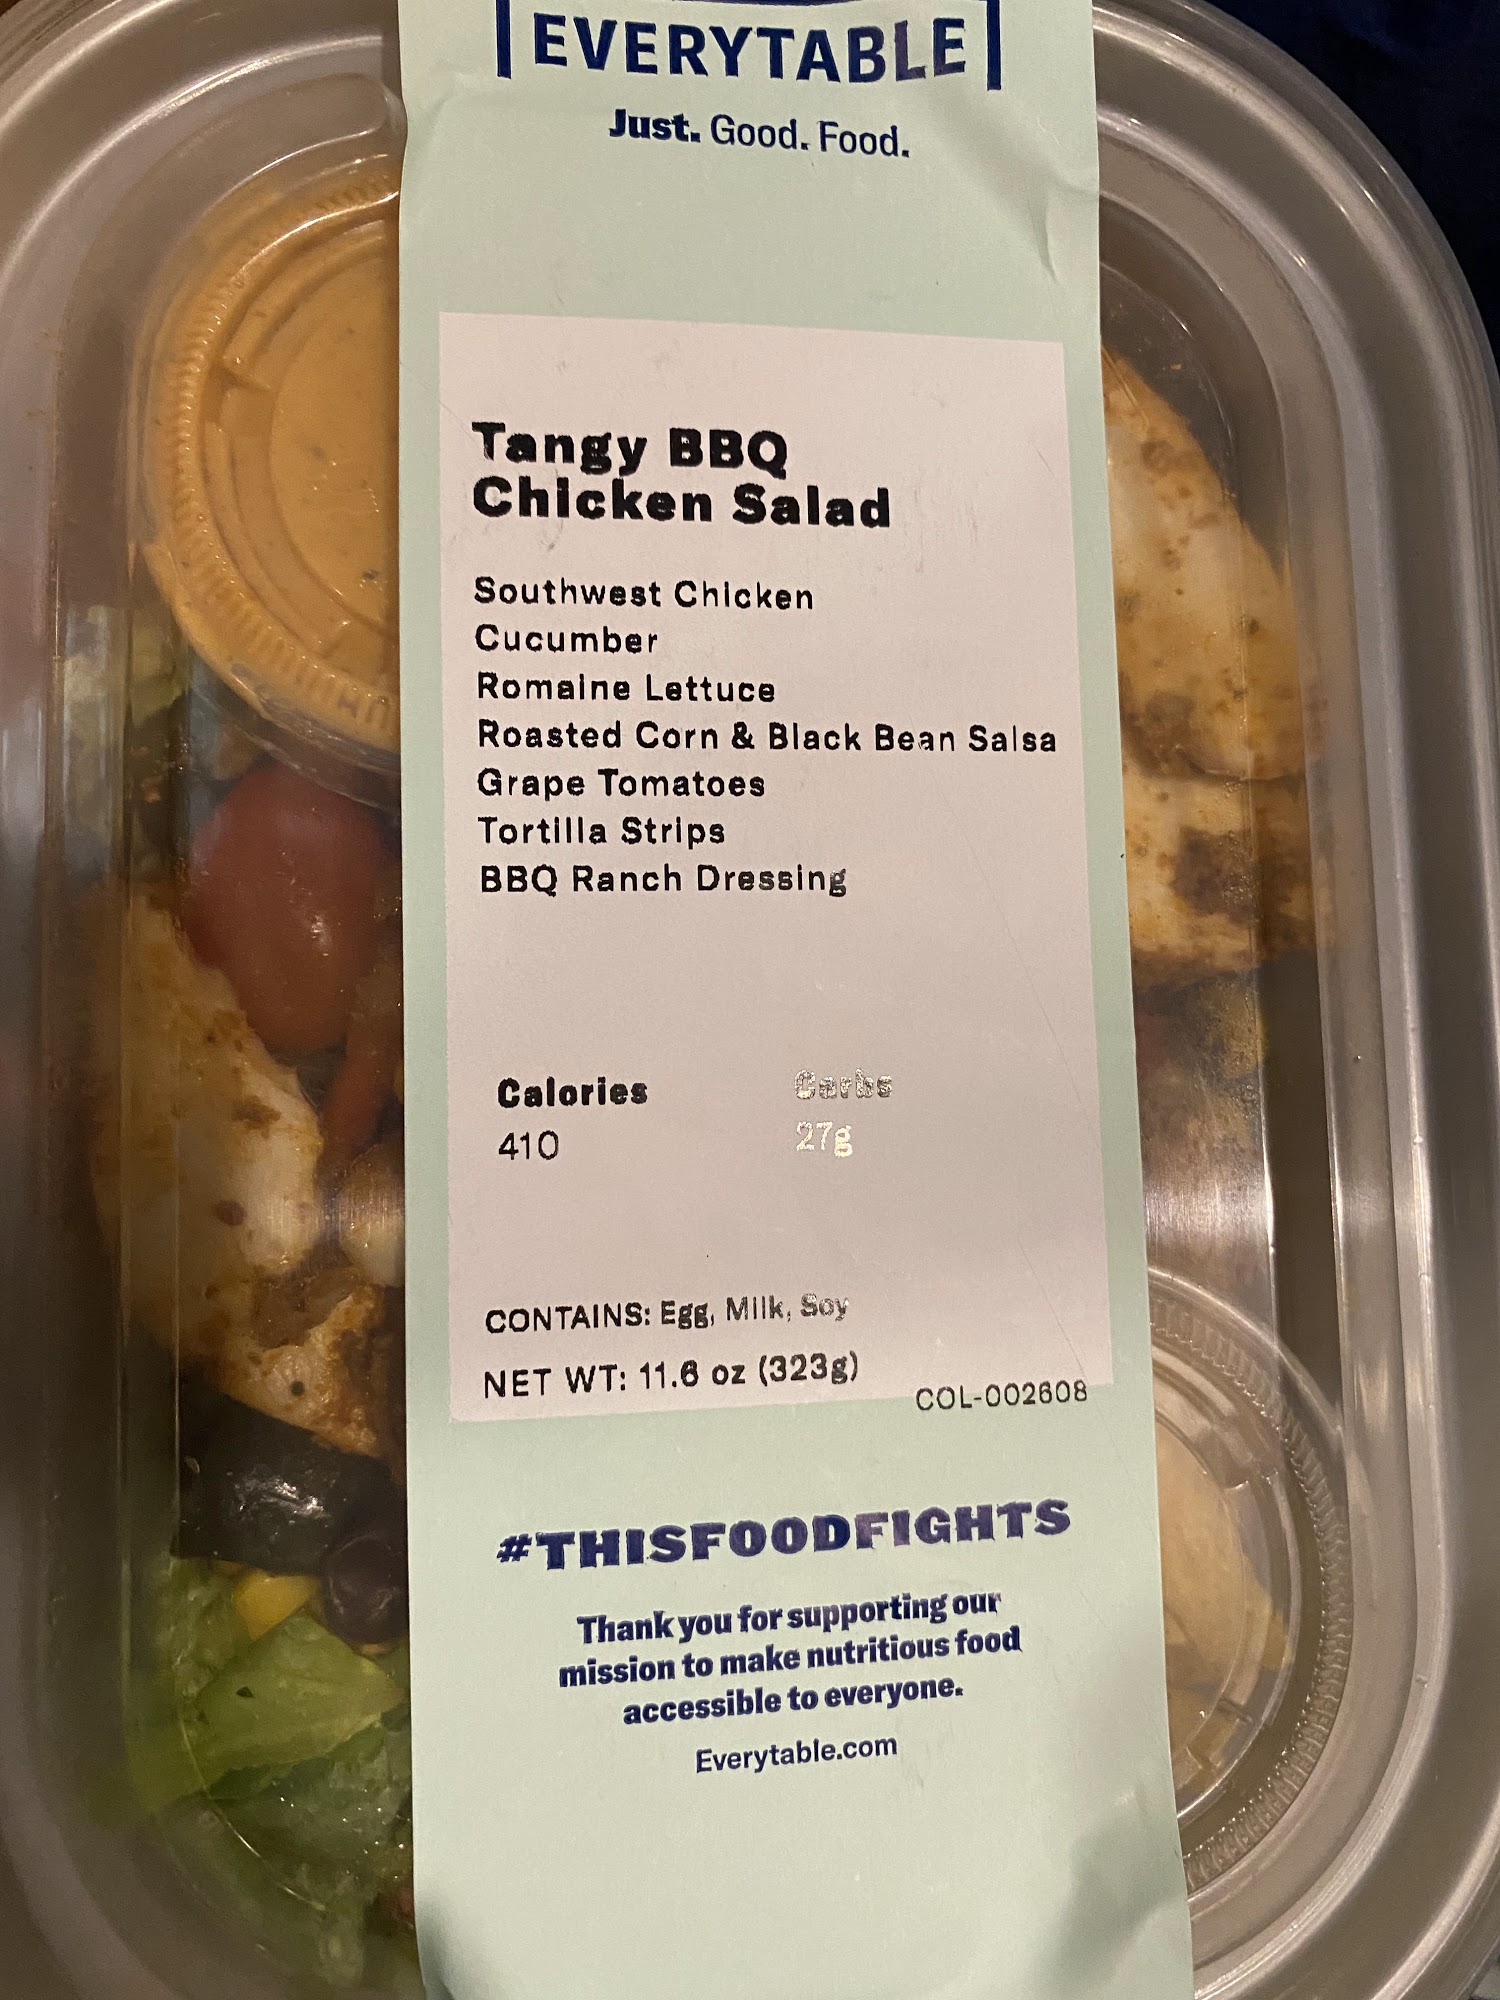 EVERYTABLE
Just. Good. Food.
Tangy BBQ
Chicken Salad
Southwest Chicken
Cucumber
Romaine Lettuce
Roasted Corn & Black Bean Salsa
Grape Tomatoes
Tortilla Strips
BBQ Ranch Dressing
Calories Carbs
410 27g
CONTAINS: Egg, Milk, Soy
NET WT: 11.6 oz (323g)
COL-002608
#THISFOODFIGHTS
Thank you for supporting our
mission to make nutritious food
accessible to everyone.
Everytable.com